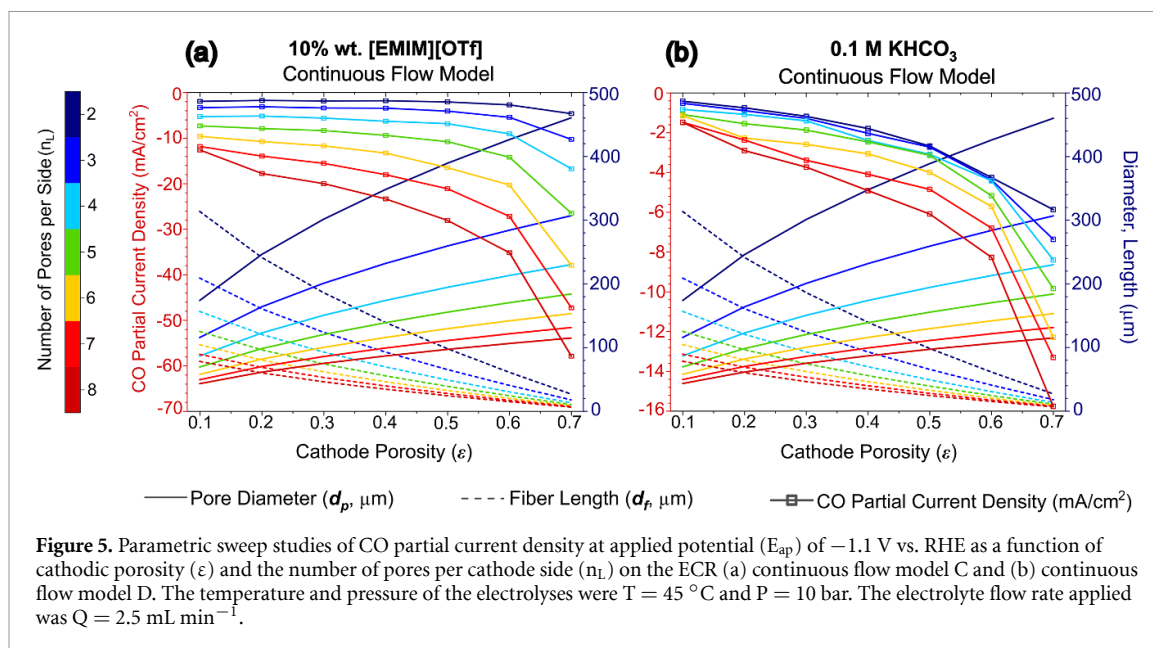 (a)
10% wt. [EMIM][OTf]
Continuous Flow Model
(b)
0.1 M KHCO₃
Continuous Flow Model
Number of Pores per Side (nL)
2
3
4
5
6
7
8
CO Partial Current Density (mA/cm²)
0
-10
-20
-30
-40
-50
-60
-70
500
400
300
200
100
0
0.1 0.2 0.3 0.4 0.5 0.6 0.7
Cathode Porosity (ε)
0
-2
-4
-6
-8
-10
-12
-14
-16
500
400
300
200
100
0
Diameter, Length (μm)
0.1 0.2 0.3 0.4 0.5 0.6 0.7
Cathode Porosity (ε)
Pore Diameter (dp, μm) Fiber Length (df, μm) CO Partial Current Density (mA/cm²)
Figure 5. Parametric sweep studies of CO partial current density at applied potential (Eap) of −1.1 V vs. RHE as a function of
cathodic porosity (ε) and the number of pores per cathode side (nL) on the ECR (a) continuous flow model C and (b) continuous
flow model D. The temperature and pressure of the electrolyses were T = 45 °C and P = 10 bar. The electrolyte flow rate applied
was Q = 2.5 mL min⁻¹.